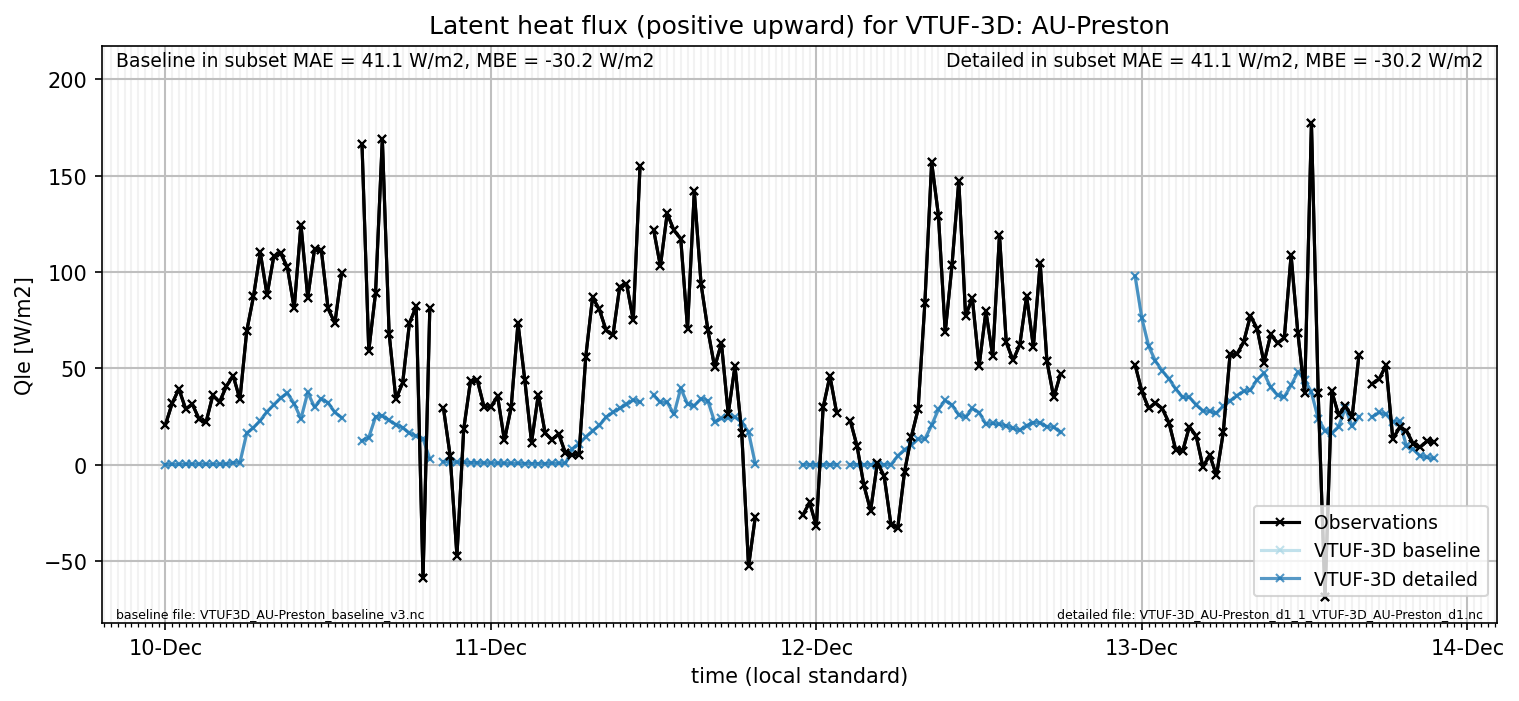 Latent heat flux (positive upward) for VTUF-3D: AU-Preston
Baseline in subset MAE = 41.1 W/m2, MBE = -30.2 W/m2
Detailed in subset MAE = 41.1 W/m2, MBE = -30.2 W/m2
Qle [W/m2]
200
150
100
50
0
−50
Observations
VTUF-3D baseline
VTUF-3D detailed
baseline file: VTUF3D_AU-Preston_baseline_v3.nc
detailed file: VTUF-3D_AU-Preston_d1_1_VTUF-3D_AU-Preston_d1.nc
10-Dec
11-Dec
12-Dec
13-Dec
14-Dec
time (local standard)